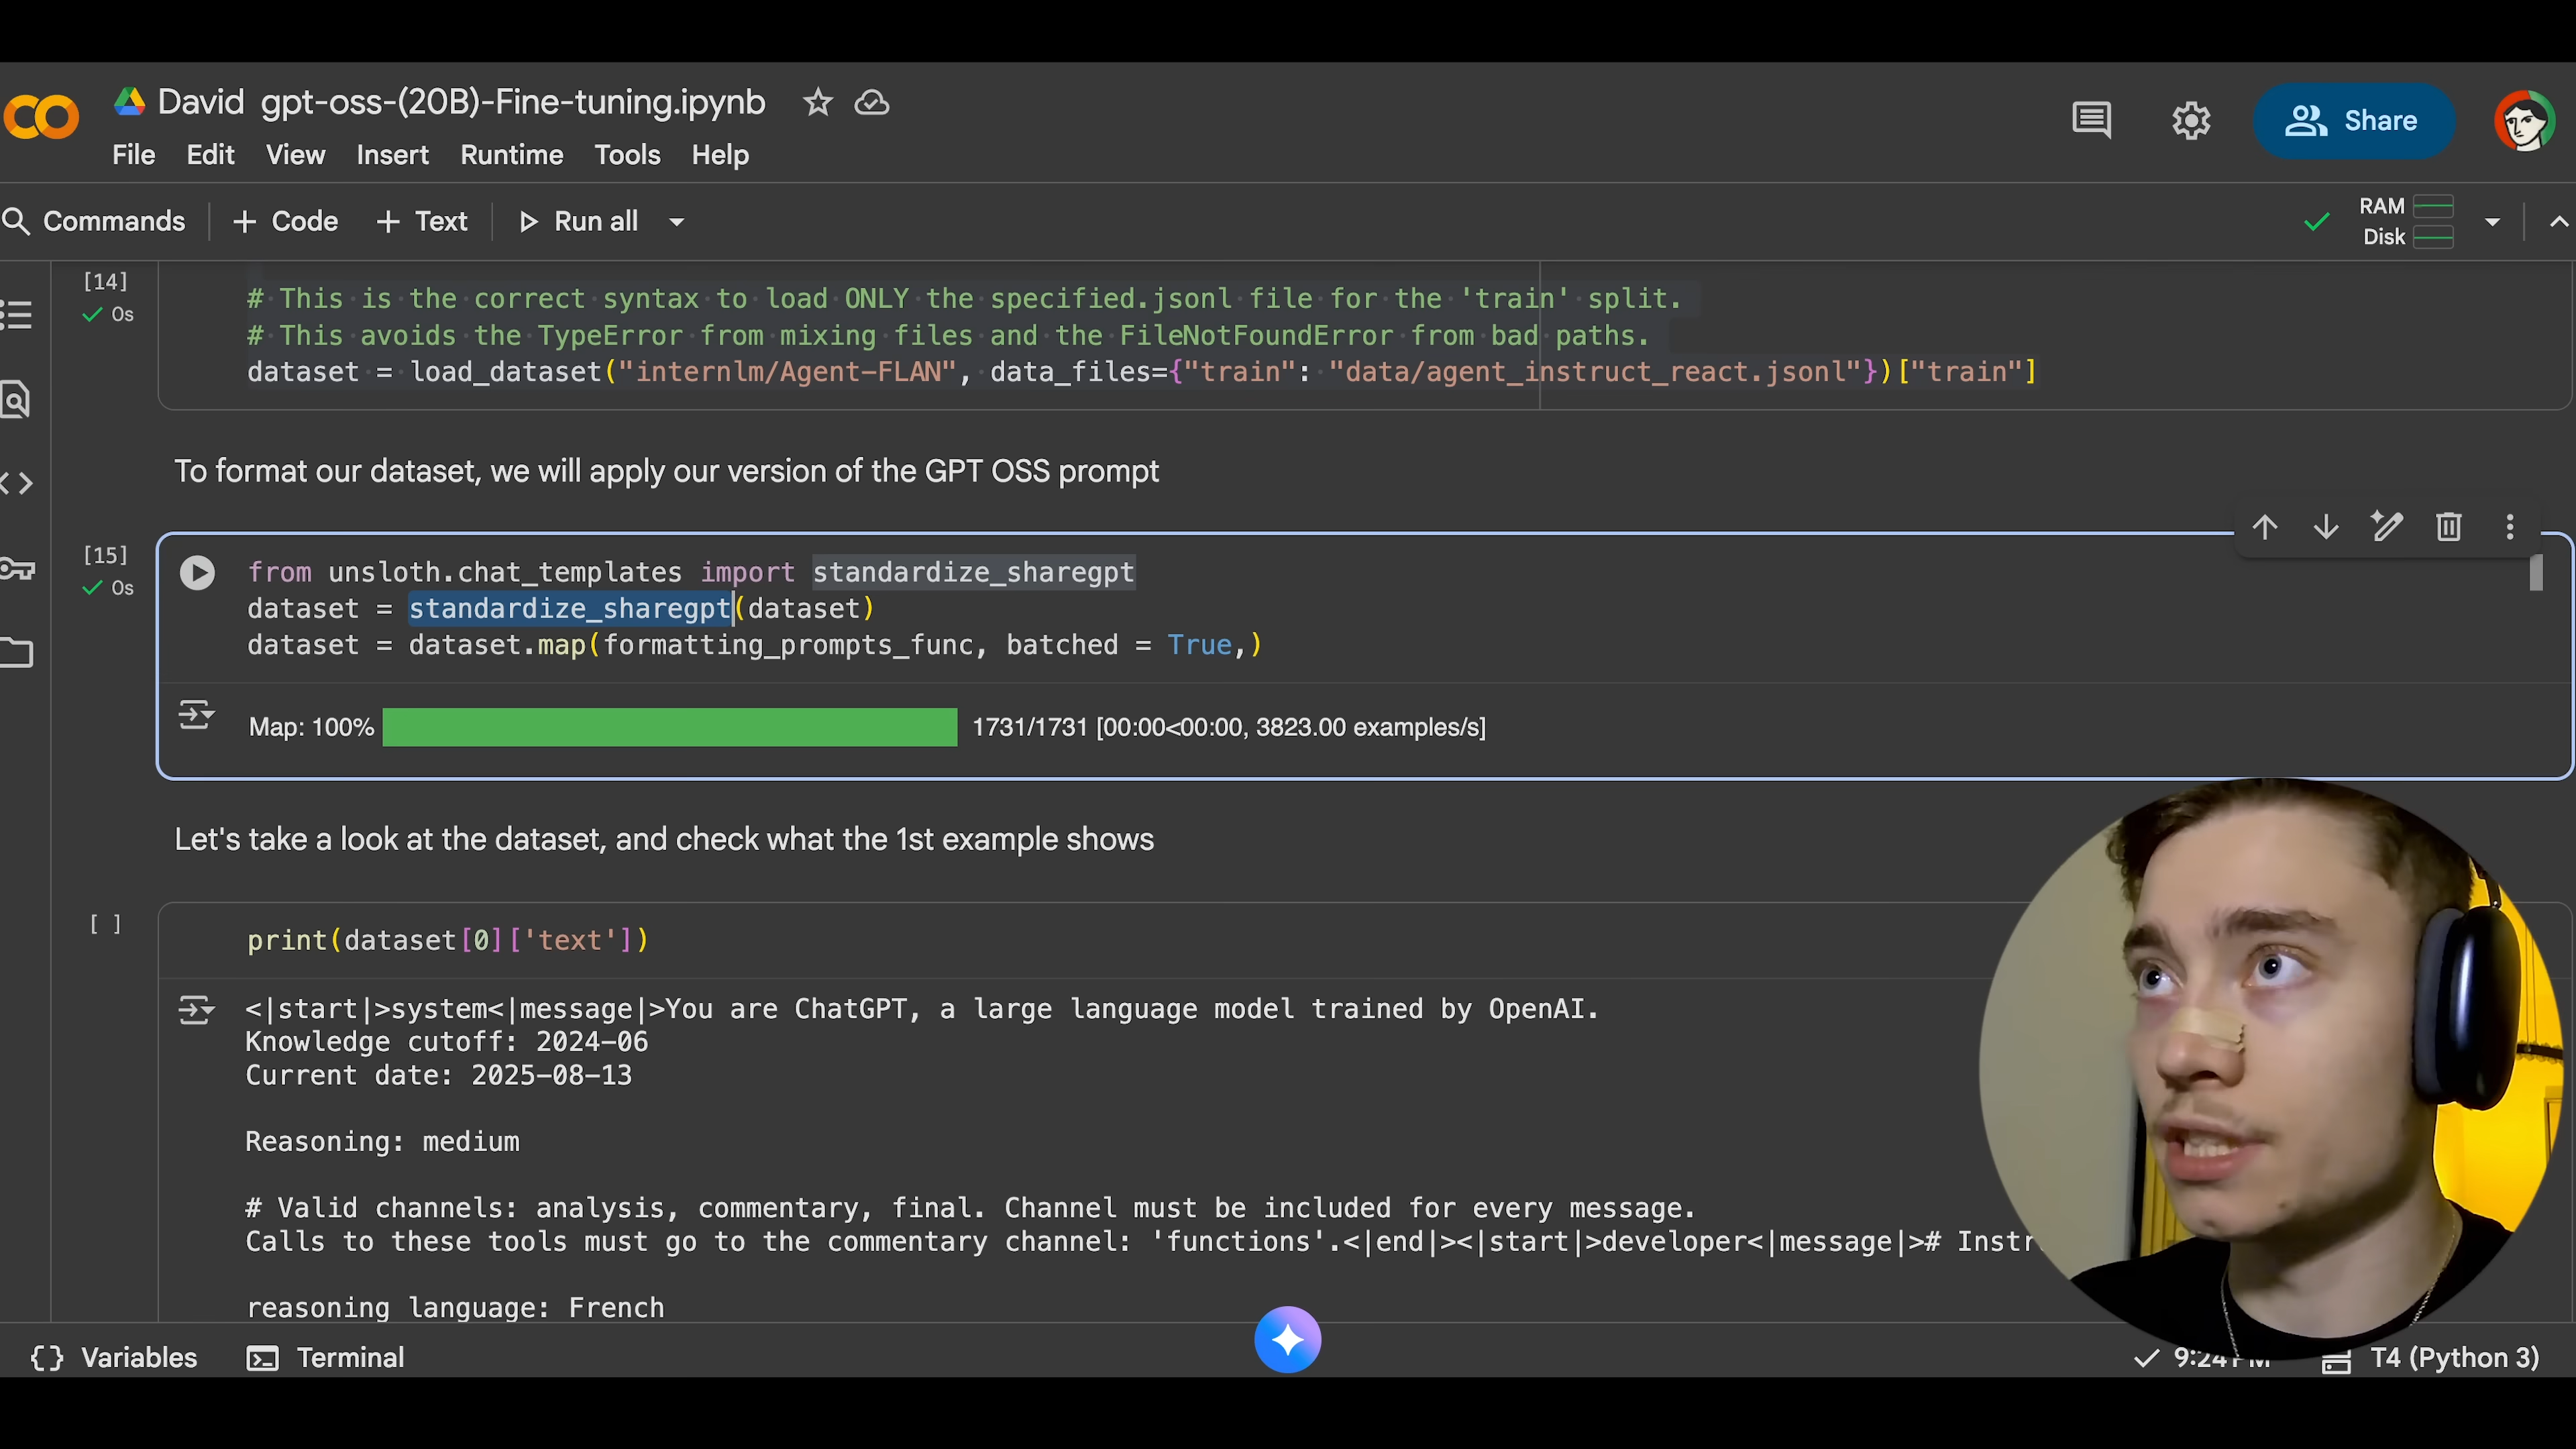 David gpt-oss-(20B)-Fine-tuning.ipynb
File Edit View Insert Runtime Tools Help
Share
Commands + Code + Text Run all
RAM
Disk
[14]
0s
# This is the correct syntax to load ONLY the specified.jsonl file for the 'train' split.
# This avoids the TypeError from mixing files and the FileNotFoundError from bad paths.
dataset = load_dataset("internlm/Agent-FLAN", data_files={"train": "data/agent_instruct_react.jsonl"})["train"]
To format our dataset, we will apply our version of the GPT OSS prompt
[15]
0s
from unsloth.chat_templates import standardize_sharegpt
dataset = standardize_sharegpt(dataset)
dataset = dataset.map(formatting_prompts_func, batched = True,)
Map: 100% 1731/1731 [00:00<00:00, 3823.00 examples/s]
Let's take a look at the dataset, and check what the 1st example shows
[ ]
print(dataset[0]['text'])
<|start|>system<|message|>You are ChatGPT, a large language model trained by OpenAI.
Knowledge cutoff: 2024-06
Current date: 2025-08-13
Reasoning: medium
# Valid channels: analysis, commentary, final. Channel must be included for every message.
Calls to these tools must go to the commentary channel: 'functions'.<|end|><|start|>developer<|message|># Instr
reasoning language: French
{} Variables Terminal
9:24 PM T4 (Python 3)